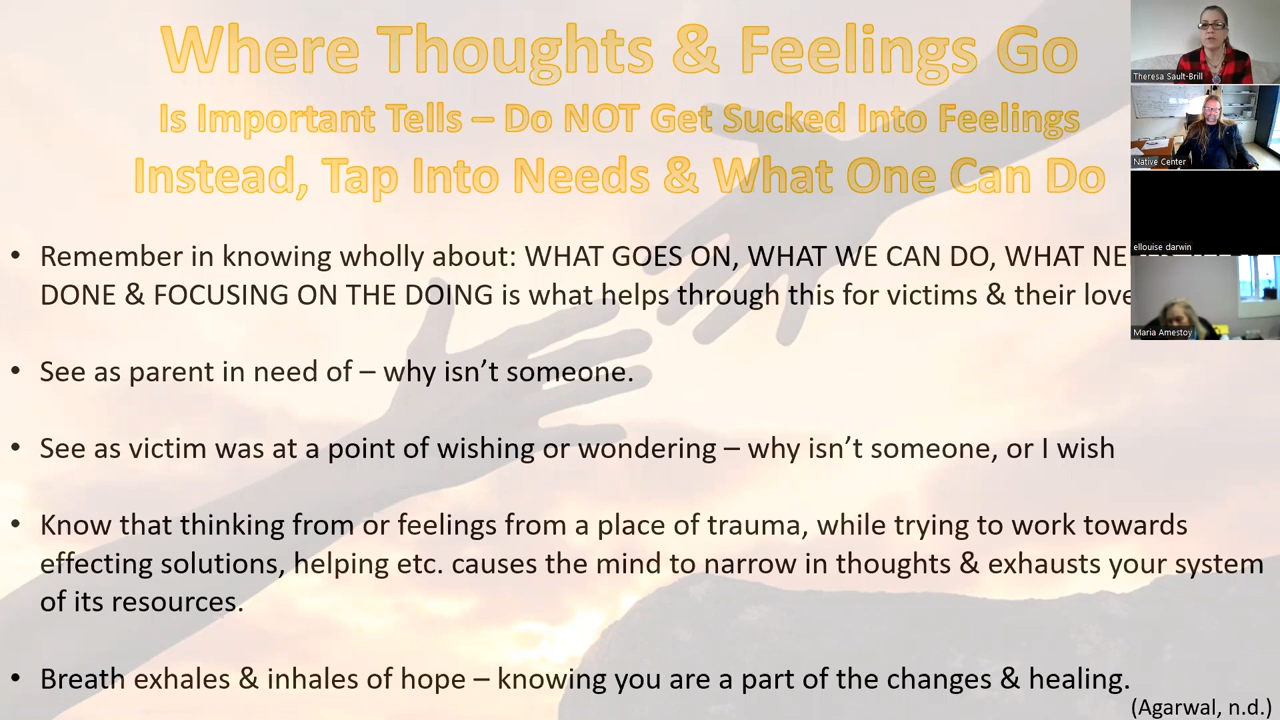 Where Thoughts & Feelings Go
Is Important Tells – Do NOT Get Sucked Into Feelings
Instead, Tap Into Needs & What One Can Do
• Remember in knowing wholly about: WHAT GOES ON, WHAT WE CAN DO, WHAT NE
DONE & FOCUSING ON THE DOING is what helps through this for victims & their love
• See as parent in need of – why isn’t someone.
• See as victim was at a point of wishing or wondering – why isn’t someone, or I wish
• Know that thinking from or feelings from a place of trauma, while trying to work towards
effecting solutions, helping etc. causes the mind to narrow in thoughts & exhausts your system
of its resources.
• Breath exhales & inhales of hope – knowing you are a part of the changes & healing.
(Agarwal, n.d.)
Theresa Sault-Brill
Native Center
ellouise darwin
Maria Amestoy